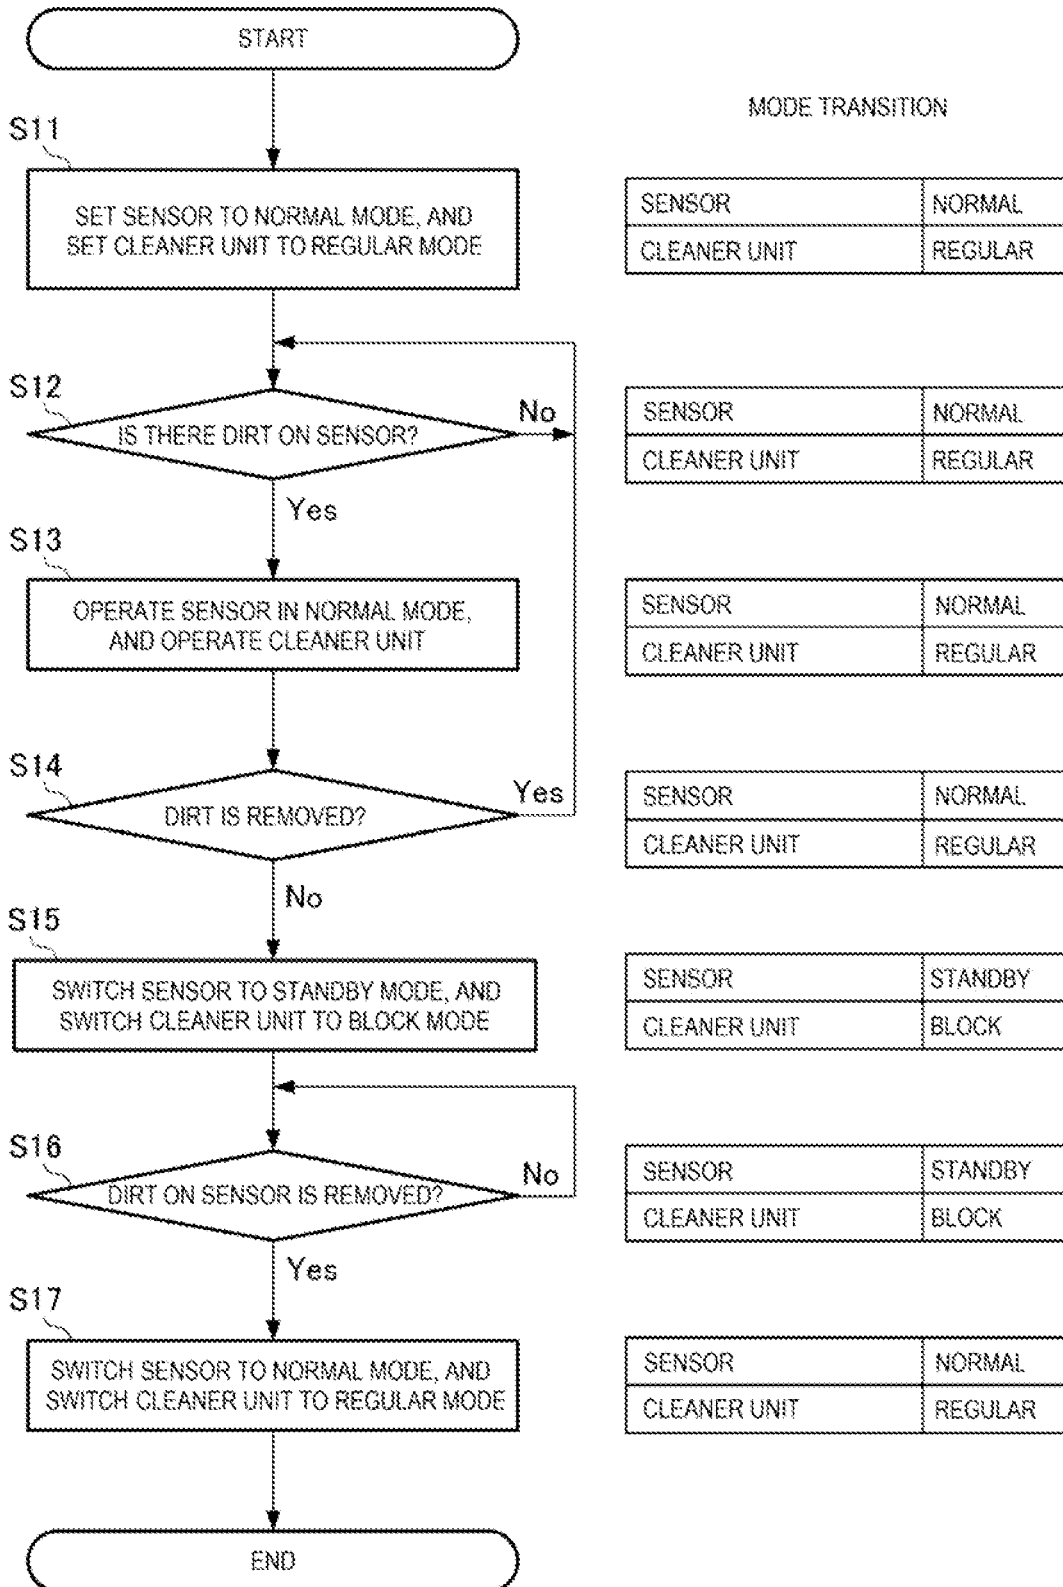 START
MODE TRANSITION
S11
SET SENSOR TO NORMAL MODE, AND
SET CLEANER UNIT TO REGULAR MODE
SENSOR NORMAL
CLEANER UNIT REGULAR
S12
IS THERE DIRT ON SENSOR?
No
Yes
SENSOR NORMAL
CLEANER UNIT REGULAR
S13
OPERATE SENSOR IN NORMAL MODE,
AND OPERATE CLEANER UNIT
SENSOR NORMAL
CLEANER UNIT REGULAR
S14
DIRT IS REMOVED?
Yes
No
SENSOR NORMAL
CLEANER UNIT REGULAR
S15
SWITCH SENSOR TO STANDBY MODE, AND
SWITCH CLEANER UNIT TO BLOCK MODE
SENSOR STANDBY
CLEANER UNIT BLOCK
S16
DIRT ON SENSOR IS REMOVED?
No
Yes
SENSOR STANDBY
CLEANER UNIT BLOCK
S17
SWITCH SENSOR TO NORMAL MODE, AND
SWITCH CLEANER UNIT TO REGULAR MODE
SENSOR NORMAL
CLEANER UNIT REGULAR
END